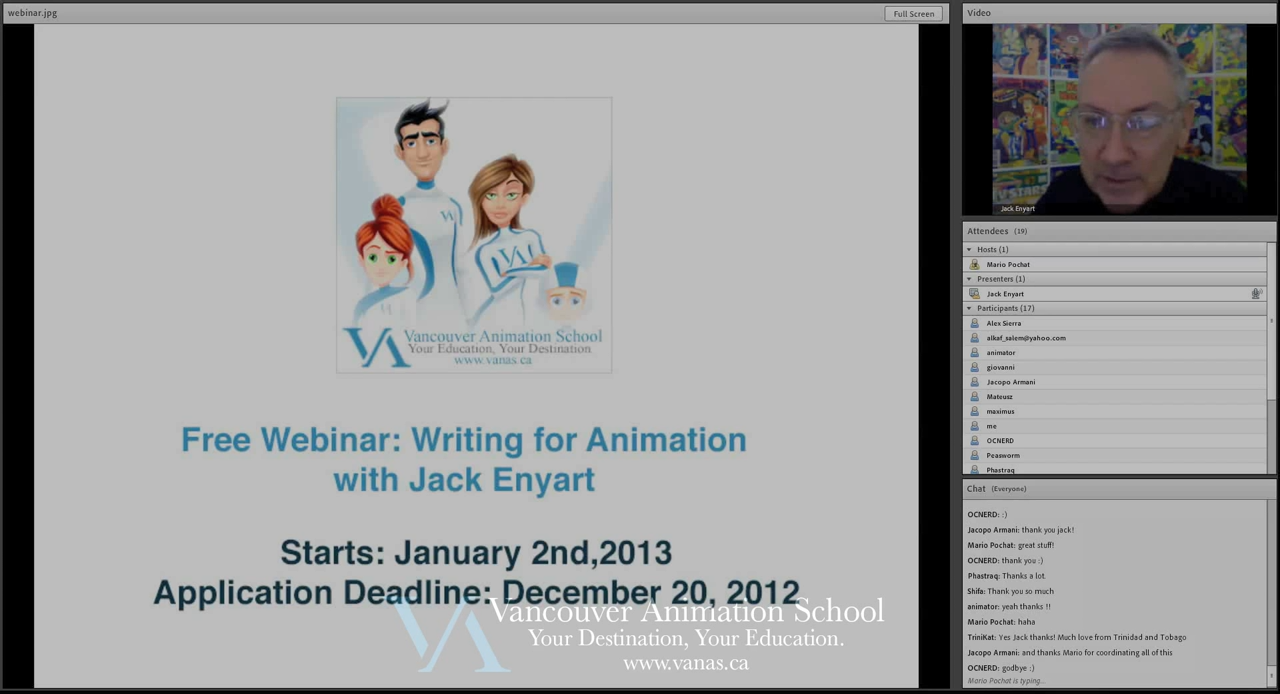 webinar.jpg
Full Screen
VA
Vancouver Animation School
Your Education, Your Destination
www.vanas.ca
Free Webinar: Writing for Animation
with Jack Enyart
Starts: January 2nd,2013
Application Deadline: December 20, 2012
VA
Vancouver Animation School
Your Destination, Your Education.
www.vanas.ca
Video
STARS
Jack Enyart
Attendees (19)
Hosts (1)
Mario Pochat
Presenters (1)
Jack Enyart
Participants (17)
Alex Sierra
alkaf_salem@yahoo.com
animator
giovanni
Jacopo Armani
Mateusz
maximus
me
OCNERD
Peasworm
Phastraq
Chat (Everyone)
OCNERD: :)
Jacopo Armani: thank you jack!
Mario Pochat: great stuff!
OCNERD: thank you :)
Phastraq: Thanks a lot
Shifa: Thank you so much
animator: yeah thanks !!
Mario Pochat: haha
TriniKat: Yes Jack thanks! Much love from Trinidad and Tobago
Jacopo Armani: and thanks Mario for coordinating all of this
OCNERD: godbye :)
Mario Pochat is typing...